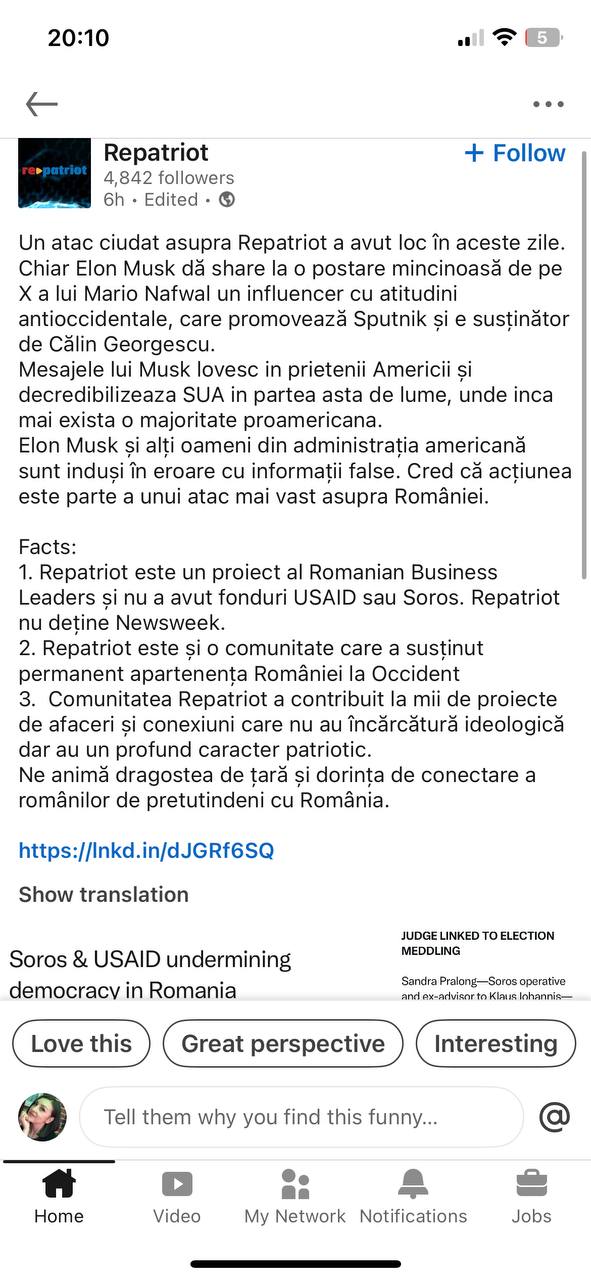 20:10
5
re▸patriot
Repatriot
+ Follow
4,842 followers
6h • Edited •
Un atac ciudat asupra Repatriot a avut loc în aceste zile.
Chiar Elon Musk dă share la o postare mincinoasă de pe
X a lui Mario Nafwal un influencer cu atitudini
antioccidentale, care promovează Sputnik și e susținător
de Călin Georgescu.
Mesajele lui Musk lovesc in prietenii Americii și
decredibilizeaza SUA in partea asta de lume, unde inca
mai exista o majoritate proamericana.
Elon Musk și alți oameni din administrația americană
sunt induși în eroare cu informații false. Cred că acțiunea
este parte a unui atac mai vast asupra României.
Facts:
1. Repatriot este un proiect al Romanian Business
Leaders și nu a avut fonduri USAID sau Soros. Repatriot
nu deține Newsweek.
2. Repatriot este și o comunitate care a susținut
permanent apartenența României la Occident
3. Comunitatea Repatriot a contribuit la mii de proiecte
de afaceri și conexiuni care nu au încărcătură ideologică
dar au un profund caracter patriotic.
Ne animă dragostea de țară și dorința de conectare a
românilor de pretutindeni cu România.
https://lnkd.in/dJGRf6SQ
Show translation
Soros & USAID undermining
democracy in Romania
JUDGE LINKED TO ELECTION
MEDDLING
Sandra Pralong—Soros operative
and ex-advisor to Klaus Iohannis—
Love this
Great perspective
Interesting
Tell them why you find this funny...
@
Home
Video
My Network
Notifications
Jobs